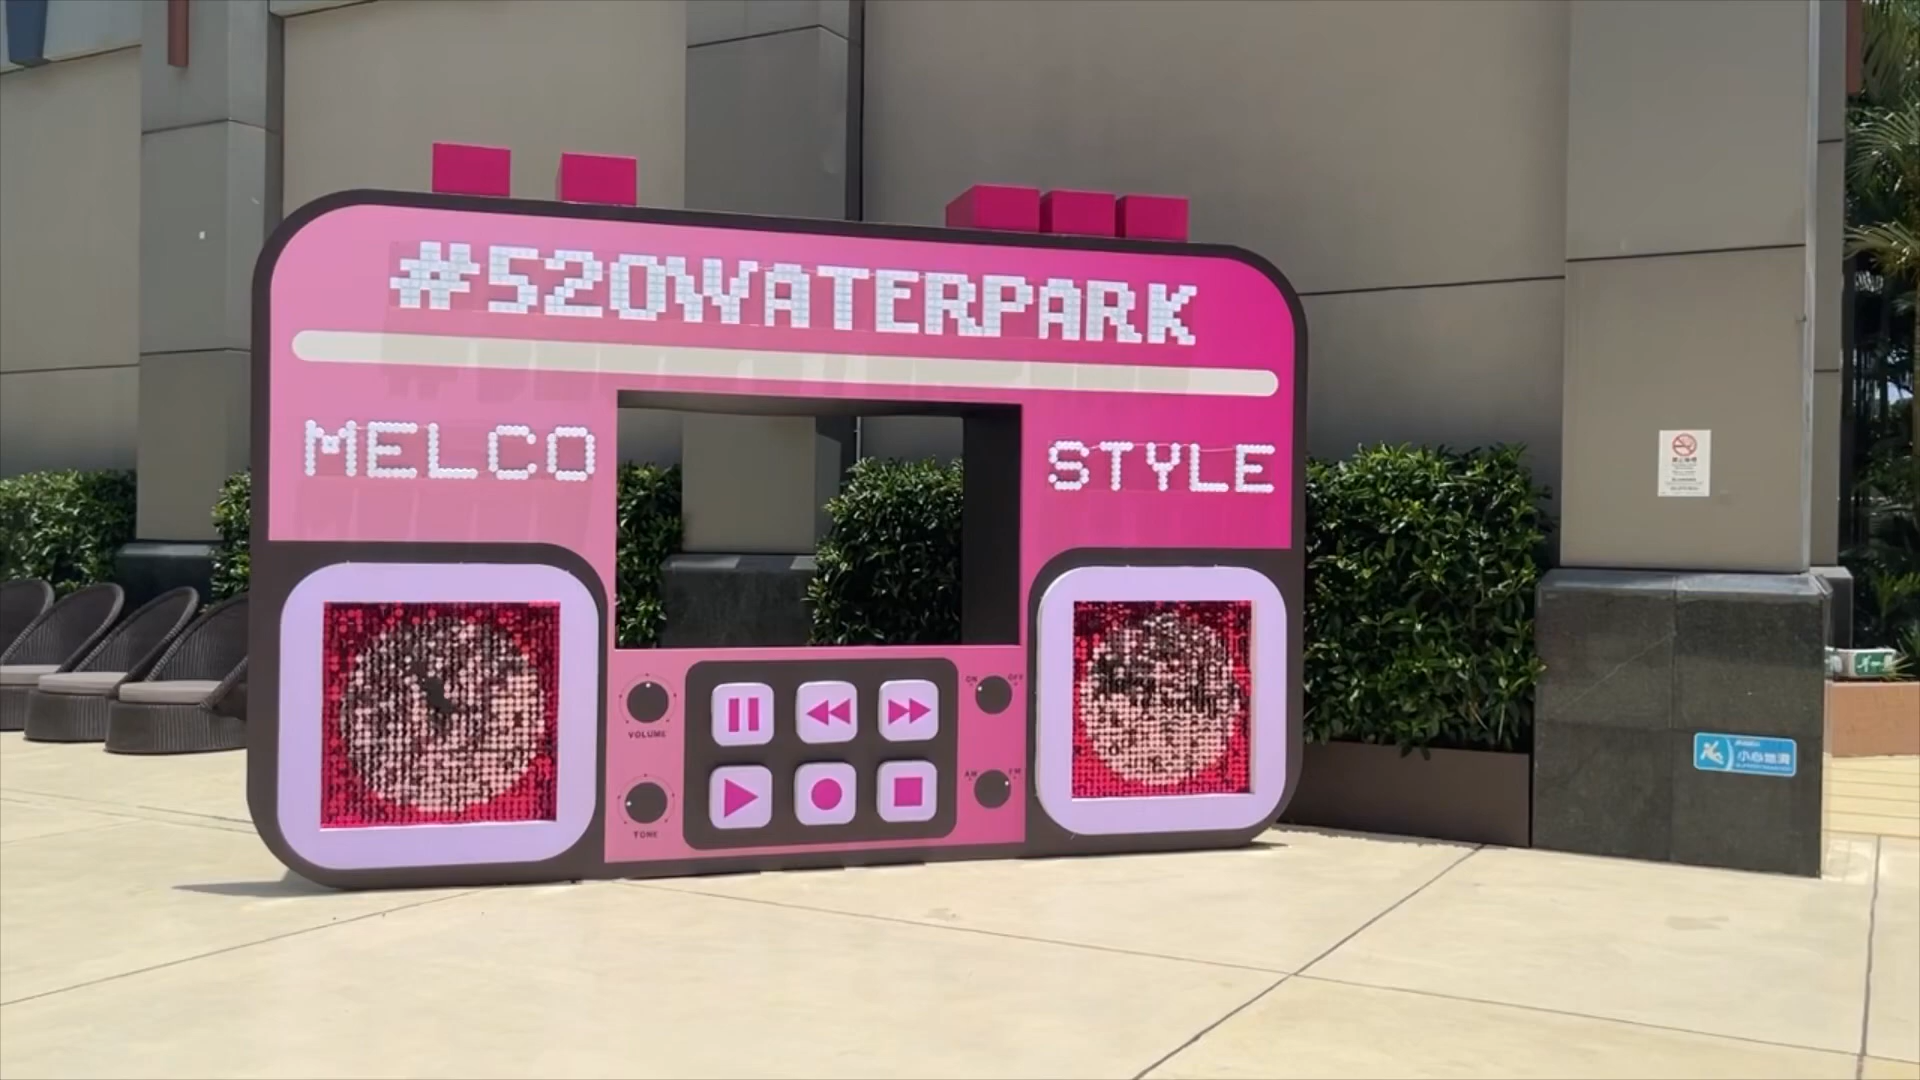 #520WATERPARK
MELCO
STYLE
VOLUME
TONE
ON
OFF
AM
FM
小心地滑